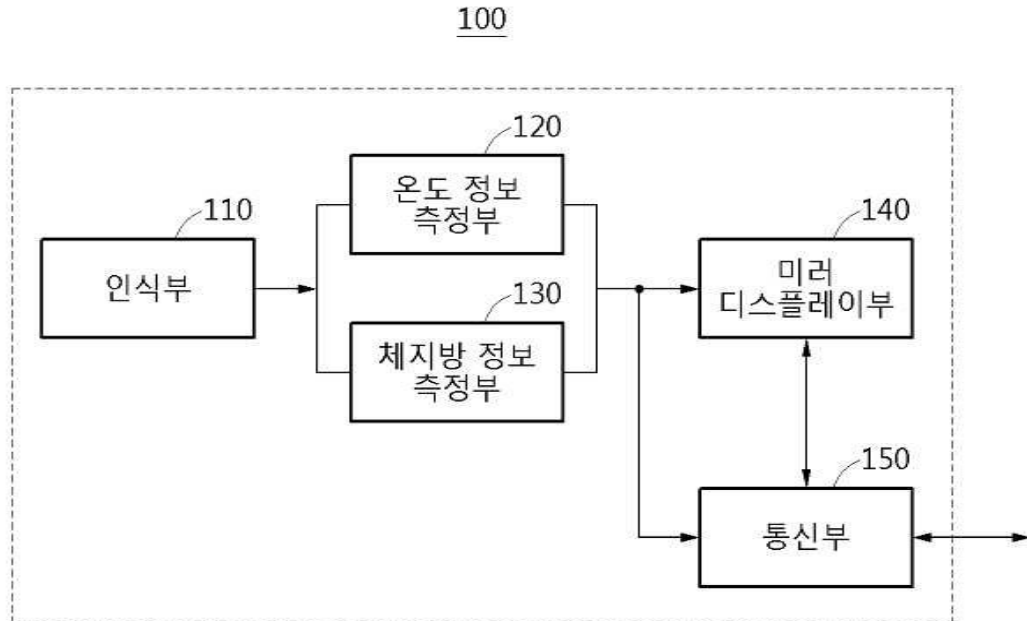 100
120
온도 정보
측정부
110
인식부
140
미러
디스플레이부
130
체지방 정보
측정부
150
통신부